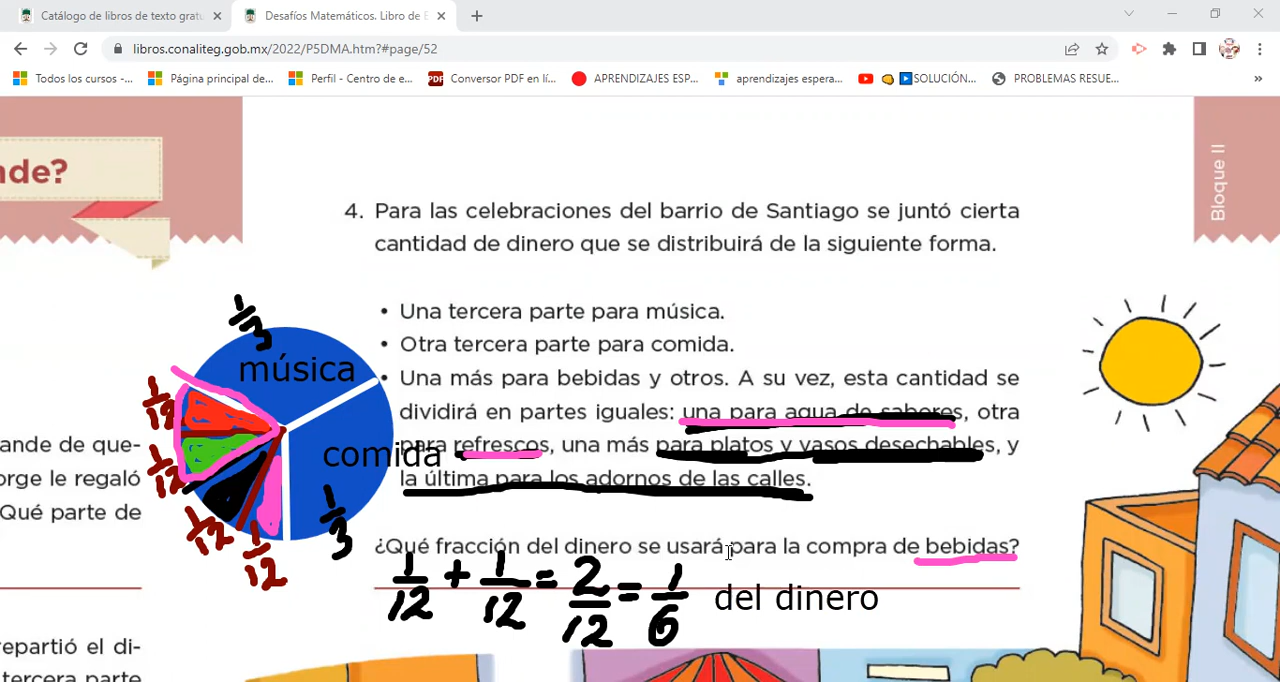 Catálogo de libros de texto gratu
Desafíos Matemáticos. Libro de E
libros.conaliteg.gob.mx/2022/P5DMA.htm?#page/52
Todos los cursos -... Página principal de... Perfil - Centro de e... PDF Conversor PDF en lí... APRENDIZAJES ESP... aprendizajes espera... SOLUCIÓN... PROBLEMAS RESUE... »
nde?
Bloque II
4. Para las celebraciones del barrio de Santiago se juntó cierta
cantidad de dinero que se distribuirá de la siguiente forma.
• Una tercera parte para música.
• Otra tercera parte para comida.
• Una más para bebidas y otros. A su vez, esta cantidad se
dividirá en partes iguales: una para agua de sabores, otra
para refrescos, una más para platos y vasos desechables, y
la última para los adornos de las calles.
¿Qué fracción del dinero se usará para la compra de bebidas?
1/12 + 1/12 = 2/12 = 1/6 del dinero
1/3
música
comida
1/3
1/12
1/12
1/12
1/12
ande de que-
orge le regaló
Qué parte de
repartió el di-
tercera parte